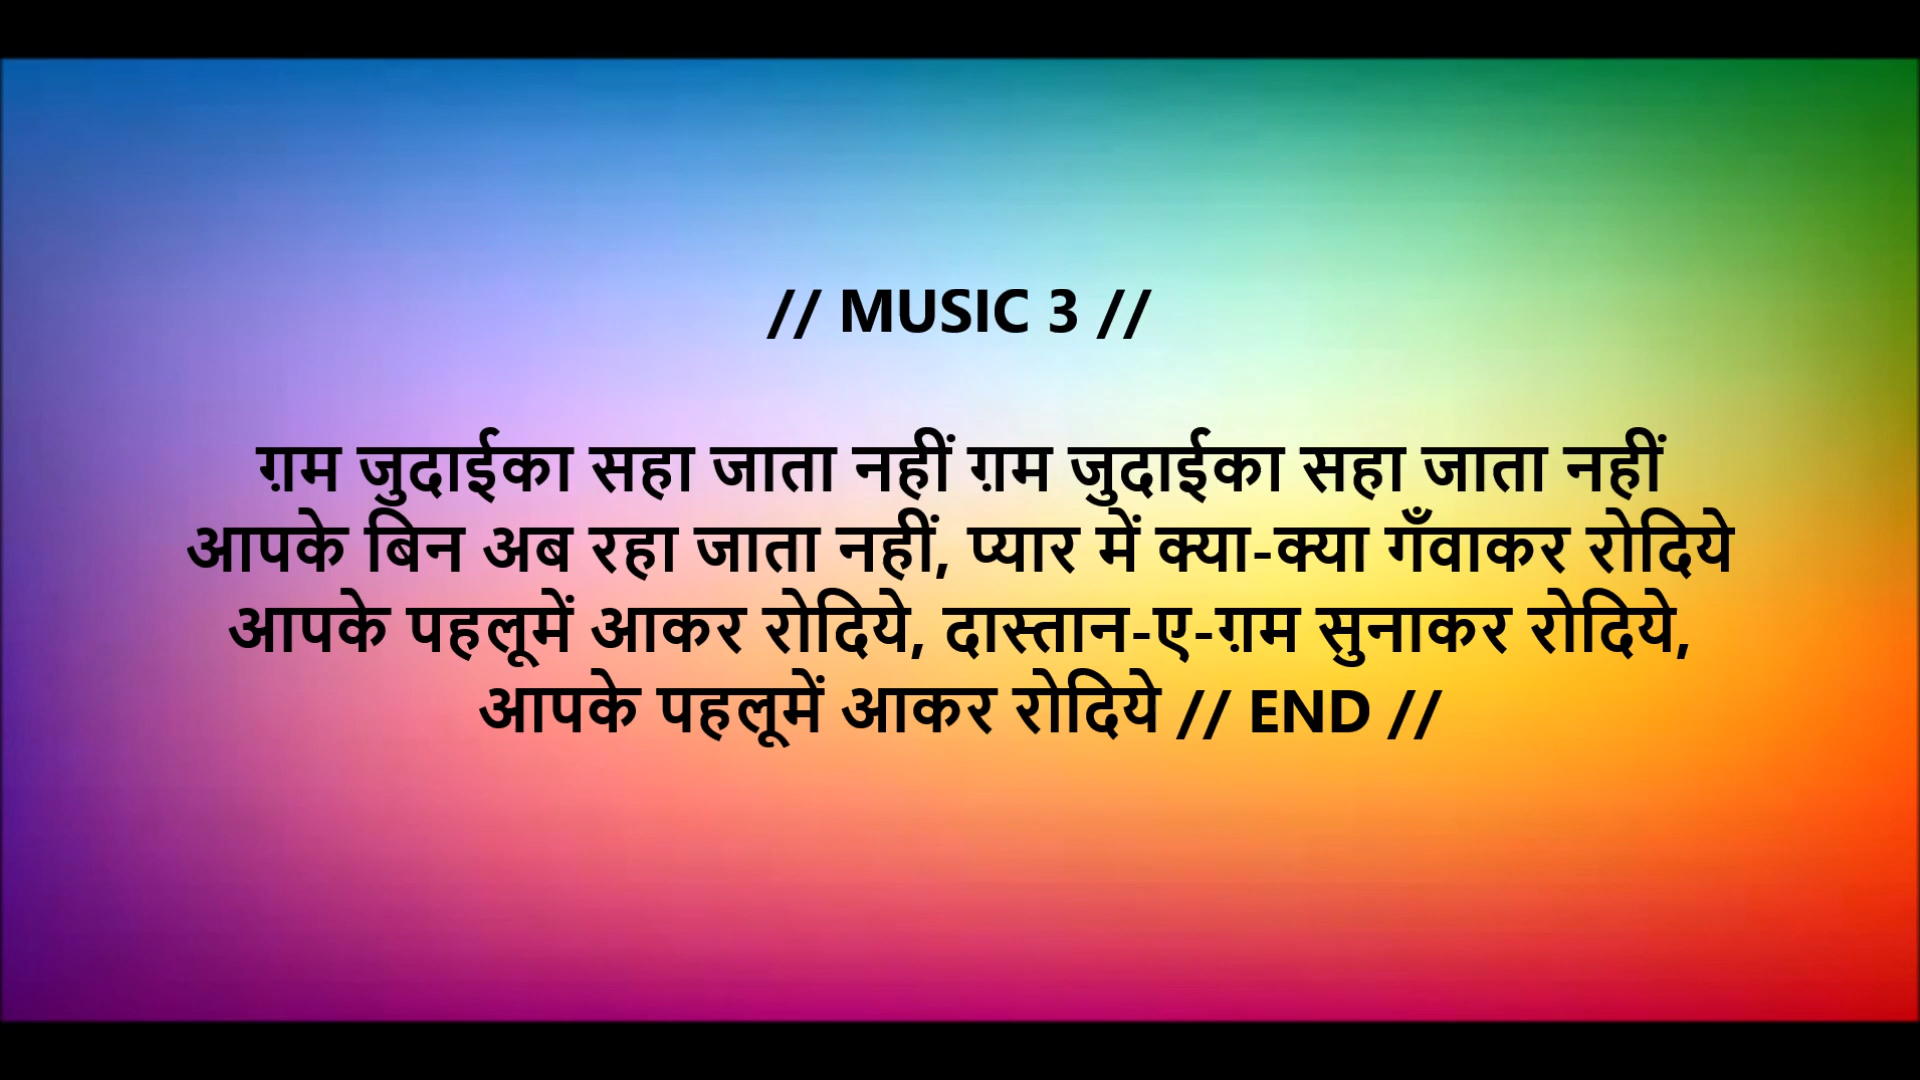 // MUSIC 3 //
ग़म जुदाईका सहा जाता नहीं ग़म जुदाईका सहा जाता नहीं
आपके बिन अब रहा जाता नहीं, प्यार में क्या-क्या गँवाकर रोदिये
आपके पहलूमें आकर रोदिये, दास्तान-ए-ग़म सुनाकर रोदिये,
आपके पहलूमें आकर रोदिये // END //